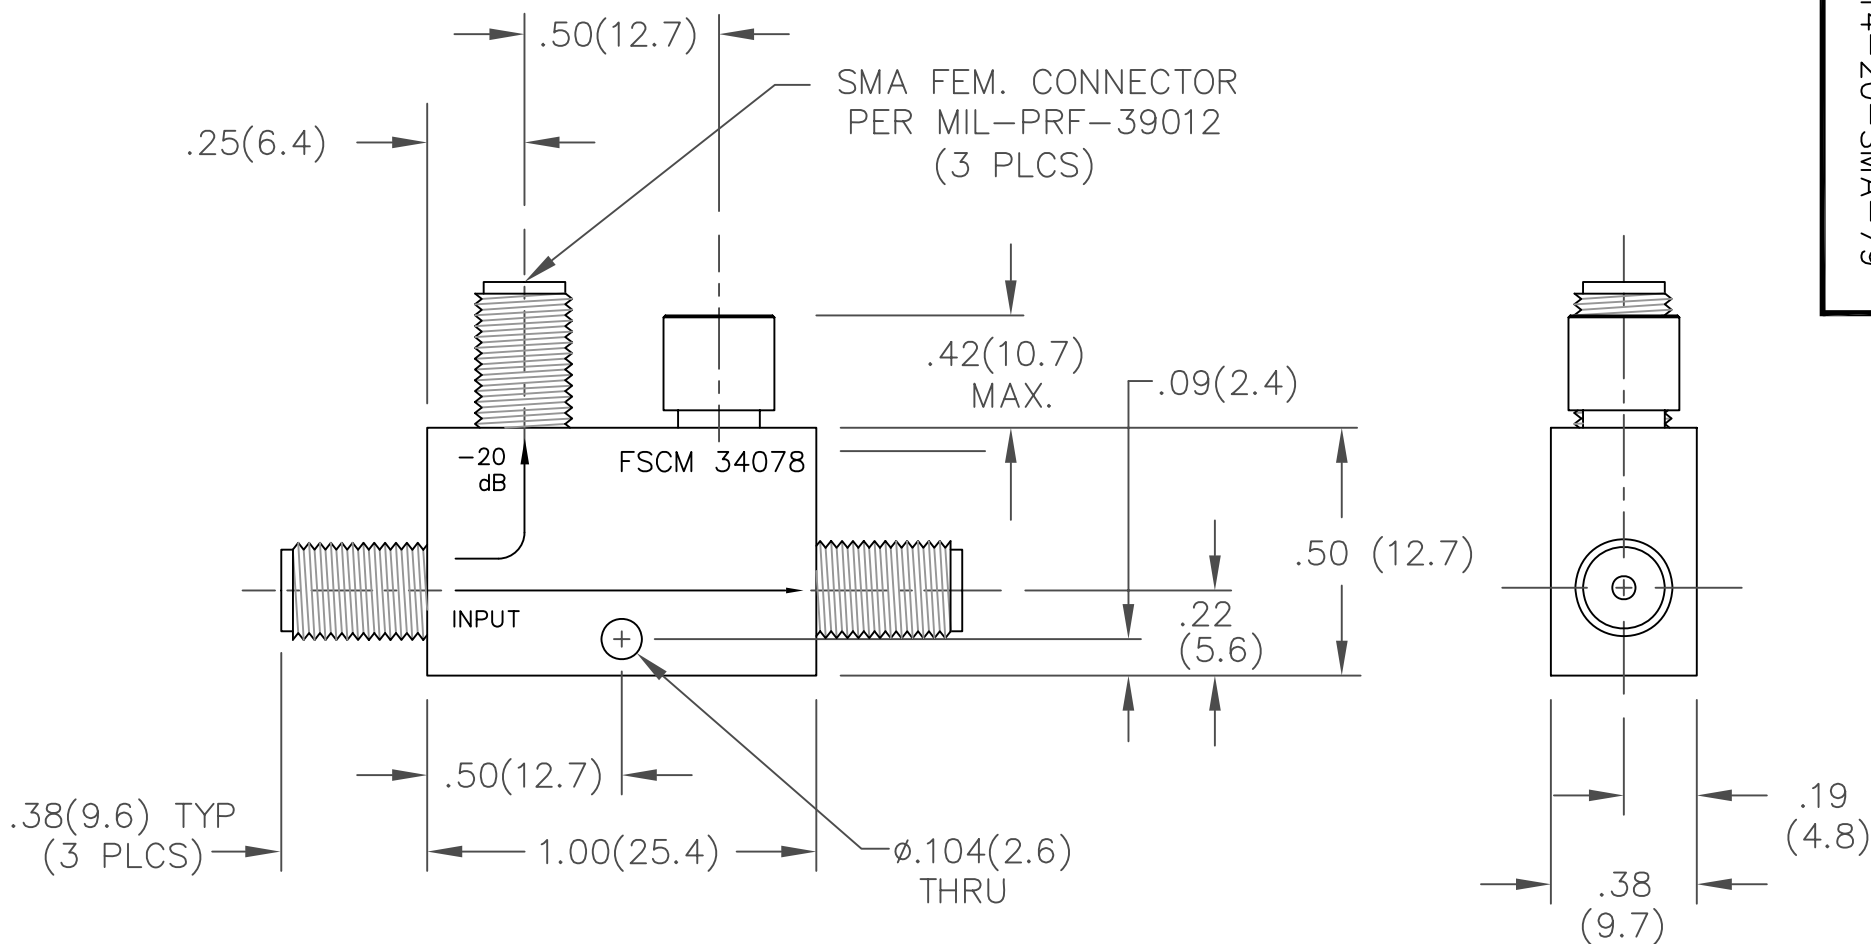 .50(12.7)
SMA FEM. CONNECTOR
PER MIL-PRF-39012
(3 PLCS)
.25(6.4)
.42(10.7)
MAX.
.09(2.4)
-20
dB
FSCM 34078
.50 (12.7)
INPUT
.22
(5.6)
.50(12.7)
.38(9.6) TYP
(3 PLCS)
1.00(25.4)
ø.104(2.6)
THRU
.19
(4.8)
.38
(9.7)